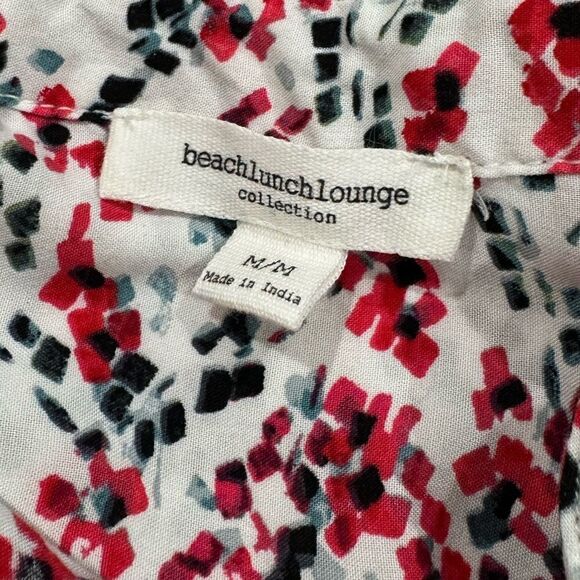 beachlunchlounge
collection
M/M
Made in India